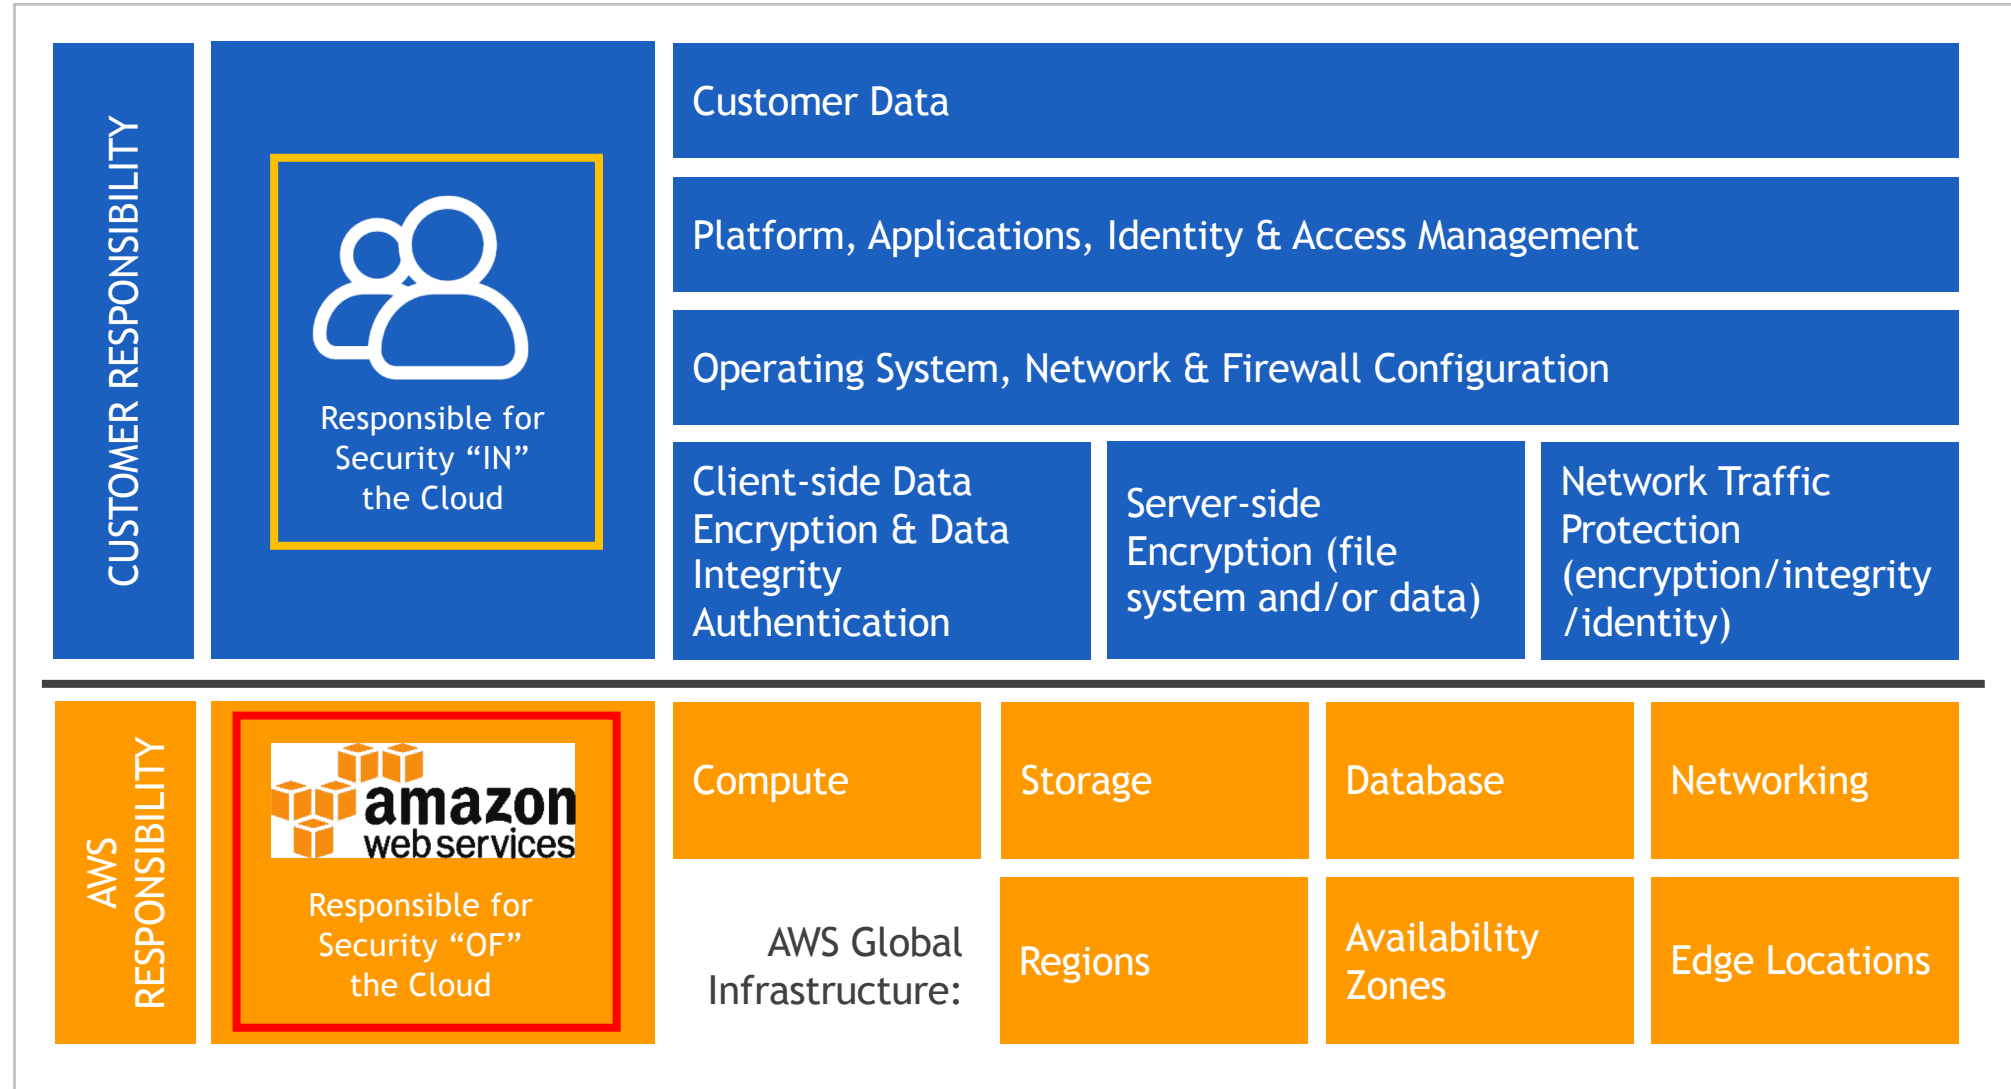 CUSTOMER RESPONSIBILITY
Responsible for
Security “IN”
the Cloud
Customer Data
Platform, Applications, Identity & Access Management
Operating System, Network & Firewall Configuration
Client-side Data
Encryption & Data
Integrity
Authentication
Server-side
Encryption (file
system and/or data)
Network Traffic
Protection
(encryption/integrity
/identity)
AWS
RESPONSIBILITY
amazon
web services
Responsible for
Security “OF”
the Cloud
Compute
Storage
Database
Networking
AWS Global
Infrastructure:
Regions
Availability
Zones
Edge Locations